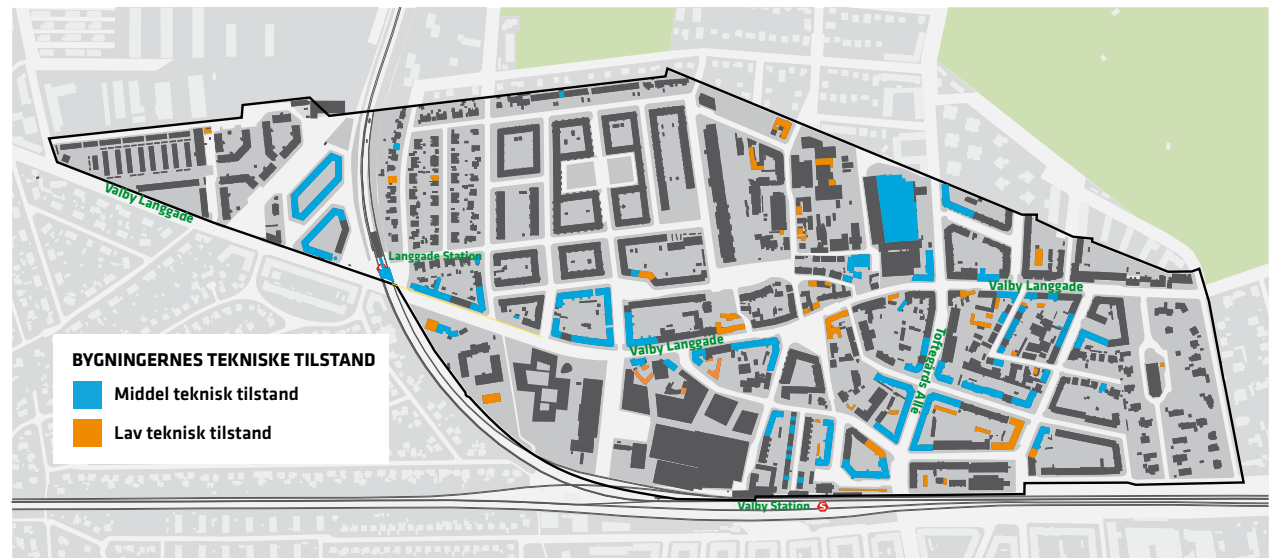 Valby Langgade
Langgade Station
Valby Langgade
Valby Langgade
Toftegårds Allé
BYGNINGERNES TEKNISKE TILSTAND
Middel teknisk tilstand
Lav teknisk tilstand
Valby Station S